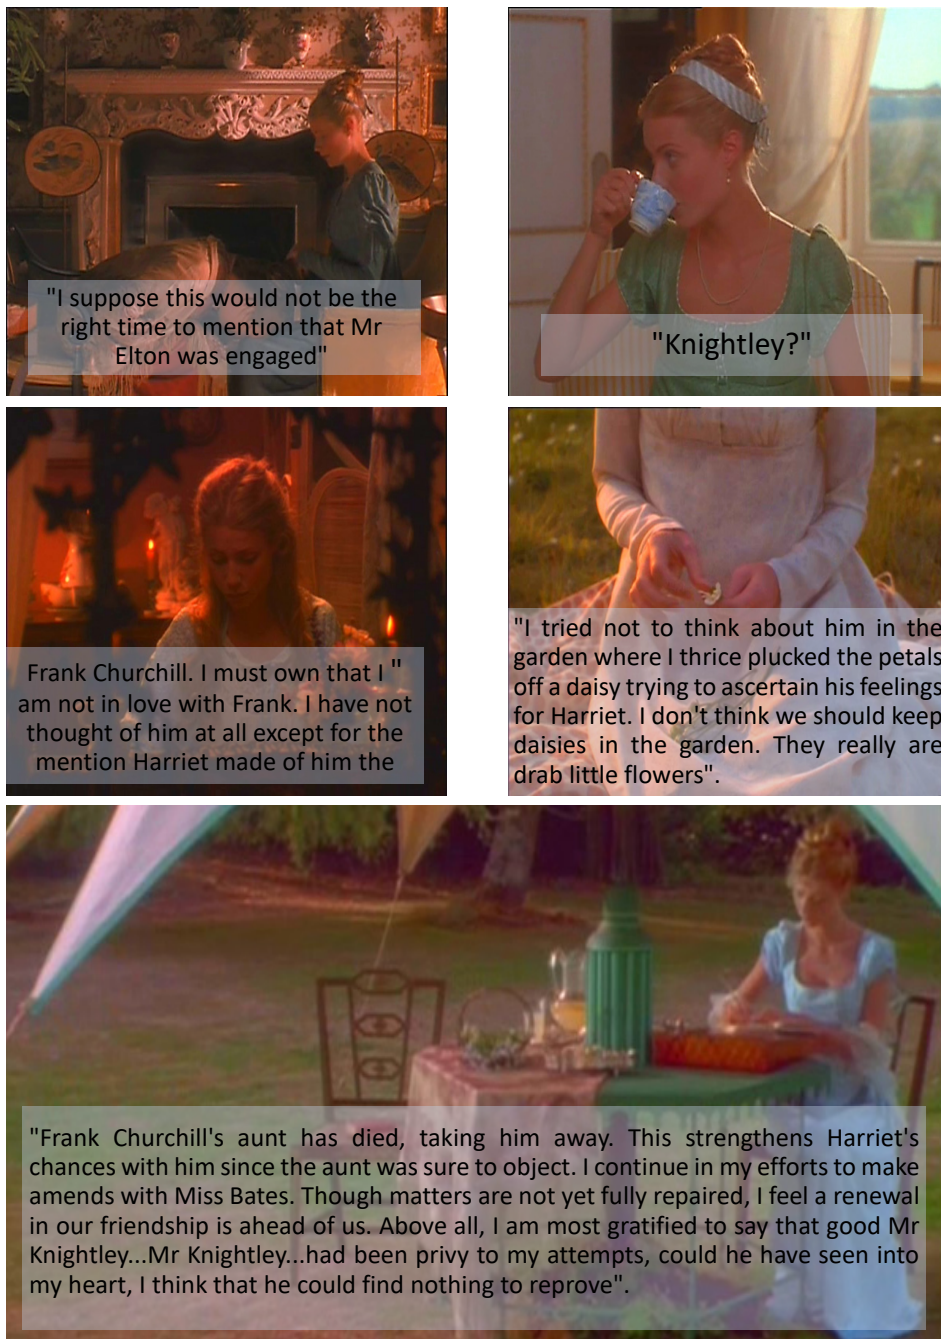 "I suppose this would not be the
right time to mention that Mr
Elton was engaged"
"Knightley?"
Frank Churchill. I must own that I "
am not in love with Frank. I have not
thought of him at all except for the
mention Harriet made of him the
"I tried not to think about him in the
garden where I thrice plucked the petals
off a daisy trying to ascertain his feelings
for Harriet. I don't think we should keep
daisies in the garden. They really are
drab little flowers".
"Frank Churchill's aunt has died, taking him away. This strengthens Harriet's
chances with him since the aunt was sure to object. I continue in my efforts to make
amends with Miss Bates. Though matters are not yet fully repaired, I feel a renewal
in our friendship is ahead of us. Above all, I am most gratified to say that good Mr
Knightley...Mr Knightley...had been privy to my attempts, could he have seen into
my heart, I think that he could find nothing to reprove".